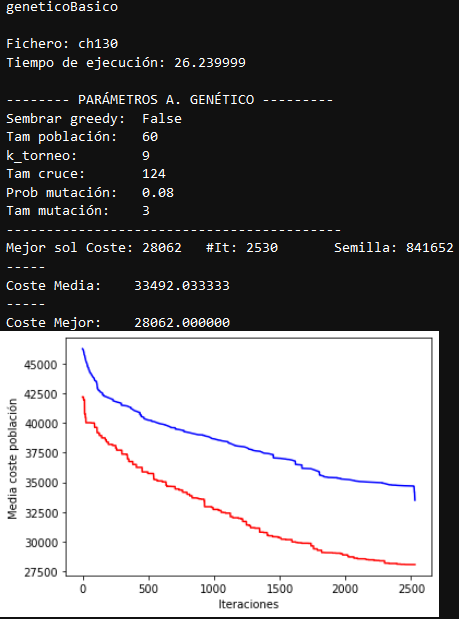 geneticoBasico
Fichero: ch130
Tiempo de ejecución: 26.239999
-------- PARÁMETROS A. GENÉTICO ---------
Sembrar greedy: False
Tam población: 60
k_torneo: 9
Tam cruce: 124
Prob mutación: 0.08
Tam mutación: 3
------------------------------------------
Mejor sol Coste: 28062 #It: 2530 Semilla: 841652
-----
Coste Media: 33492.033333
-----
Coste Mejor: 28062.000000
45000
42500
40000
37500
35000
32500
30000
27500
Media coste población
0 500 1000 1500 2000 2500
Iteraciones